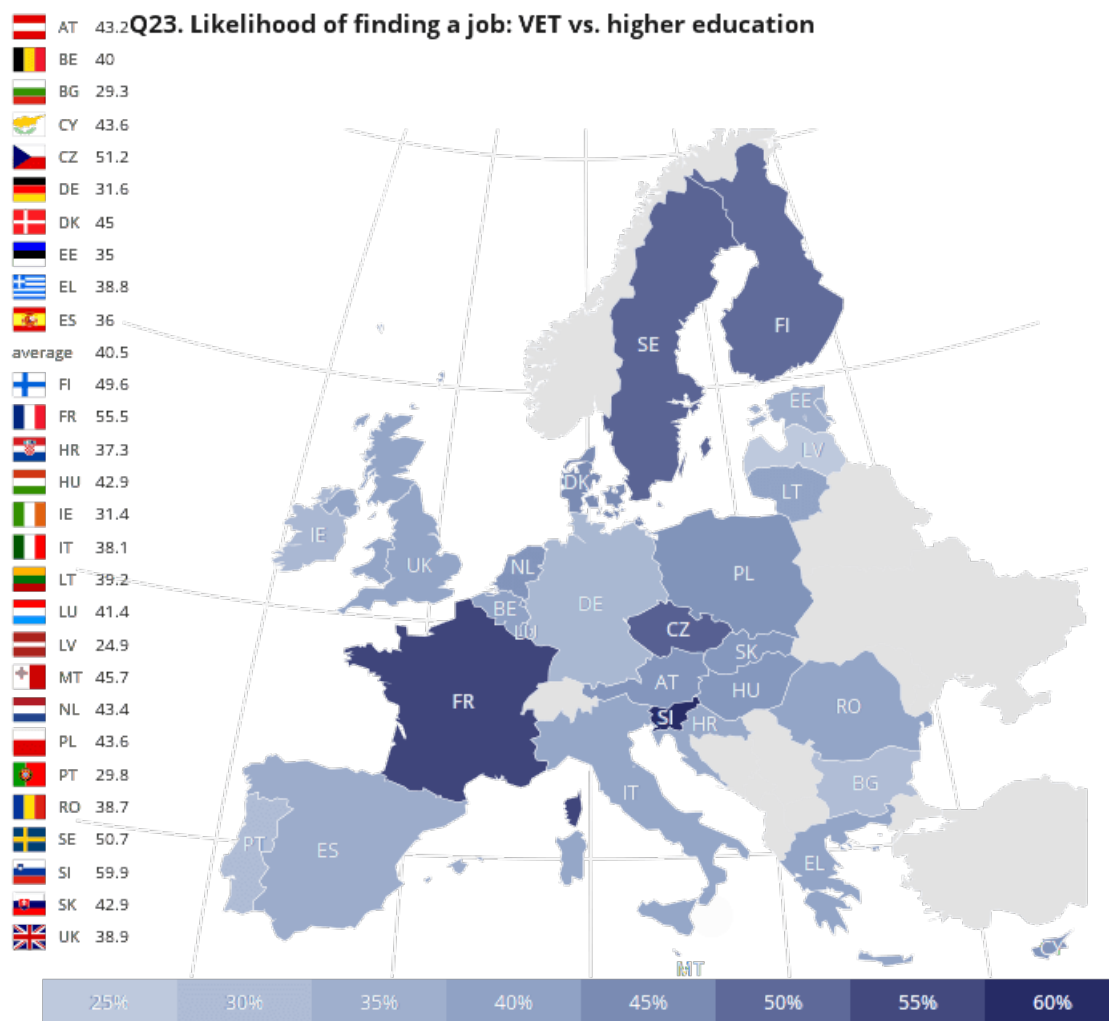 Q23. Likelihood of finding a job: VET vs. higher education
AT 43.2
BE 40
BG 29.3
CY 43.6
CZ 51.2
DE 31.6
DK 45
EE 35
EL 38.8
ES 36
average 40.5
FI 49.6
FR 55.5
HR 37.3
HU 42.9
IE 31.4
IT 38.1
LT 39.2
LU 41.4
LV 24.9
MT 45.7
NL 43.4
PL 43.6
PT 29.8
RO 38.7
SE 50.7
SI 59.9
SK 42.9
UK 38.9
FI
SE
EE
LV
DK
LT
IE
UK
NL
PL
BE
DE
LU
CZ
SK
AT
HU
FR
RO
SI
HR
BG
IT
PT
ES
EL
CY
MT
25% 30% 35% 40% 45% 50% 55% 60%